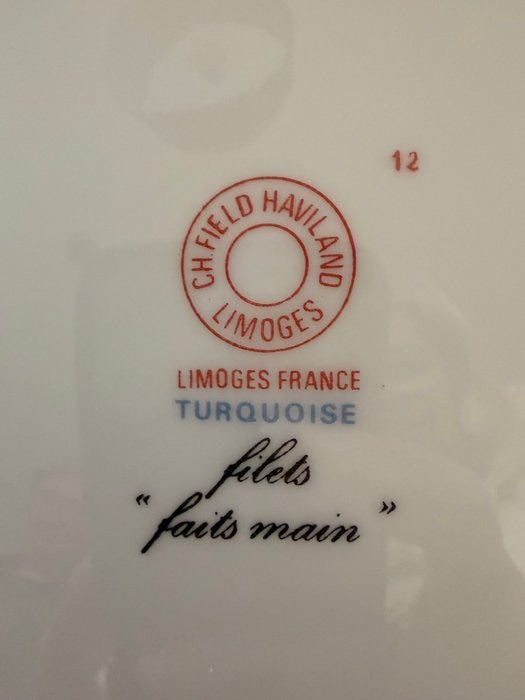 12
CH. FIELD HAVILAND
LIMOGES
LIMOGES FRANCE
TURQUOISE
filets
“ faits main ”